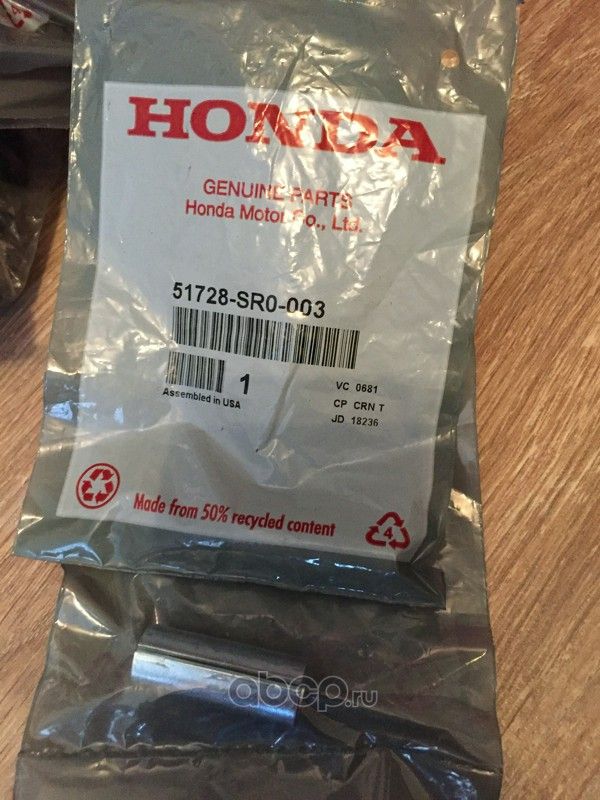 HONDA
GENUINE PARTS
Honda Motor Co., Ltd.
51728-SR0-003
1
VC 0681
Assembled in USA
CP CRN T
JD 18236
Made from 50% recycled content
4
abcp.ru